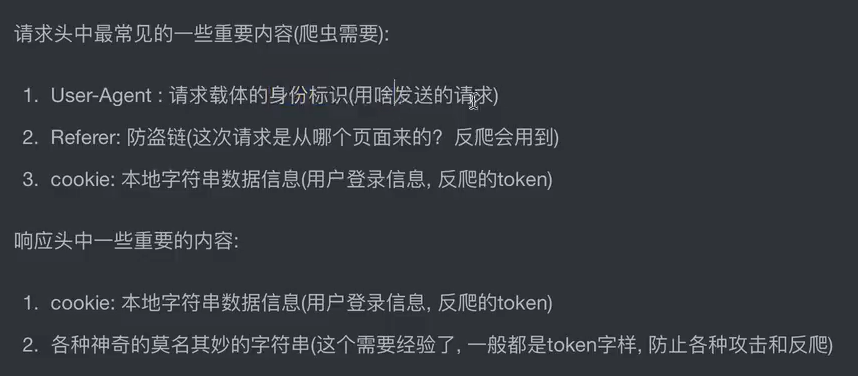 请求头中最常见的一些重要内容(爬虫需要):
1. User-Agent : 请求载体的身份标识(用啥发送的请求)
2. Referer: 防盗链(这次请求是从哪个页面来的? 反爬会用到)
3. cookie: 本地字符串数据信息(用户登录信息, 反爬的token)
响应头中一些重要的内容:
1. cookie: 本地字符串数据信息(用户登录信息, 反爬的token)
2. 各种神奇的莫名其妙的字符串(这个需要经验了, 一般都是token字样, 防止各种攻击和反爬)